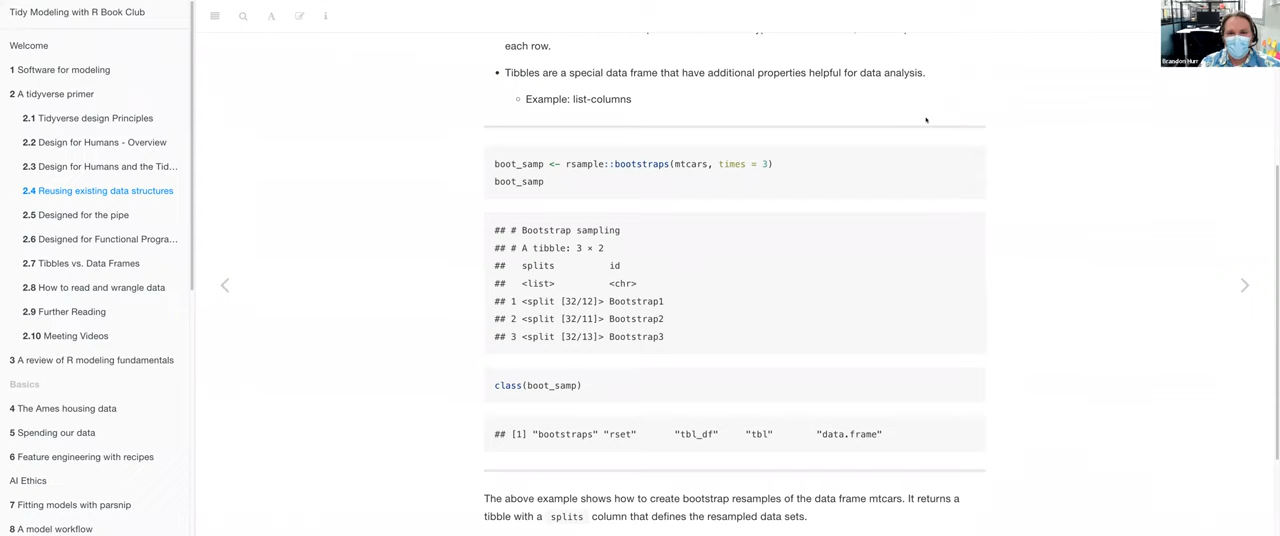 Tidy Modeling with R Book Club
Welcome
1 Software for modeling
2 A tidyverse primer
2.1 Tidyverse design Principles
2.2 Design for Humans - Overview
2.3 Design for Humans and the Tid...
2.4 Reusing existing data structures
2.5 Designed for the pipe
2.6 Designed for Functional Progra...
2.7 Tibbles vs. Data Frames
2.8 How to read and wrangle data
2.9 Further Reading
2.10 Meeting Videos
3 A review of R modeling fundamentals
Basics
4 The Ames housing data
5 Spending our data
6 Feature engineering with recipes
AI Ethics
7 Fitting models with parsnip
8 A model workflow
each row.
• Tibbles are a special data frame that have additional properties helpful for data analysis.
○ Example: list-columns
boot_samp <- rsample::bootstraps(mtcars, times = 3)
boot_samp
## # Bootstrap sampling
## # A tibble: 3 × 2
##   splits          id
##   <list>          <chr>
## 1 <split [32/12]> Bootstrap1
## 2 <split [32/11]> Bootstrap2
## 3 <split [32/13]> Bootstrap3
class(boot_samp)
## [1] "bootstraps" "rset"       "tbl_df"     "tbl"        "data.frame"
The above example shows how to create bootstrap resamples of the data frame mtcars. It returns a
tibble with a splits column that defines the resampled data sets.
Brandon Hurr